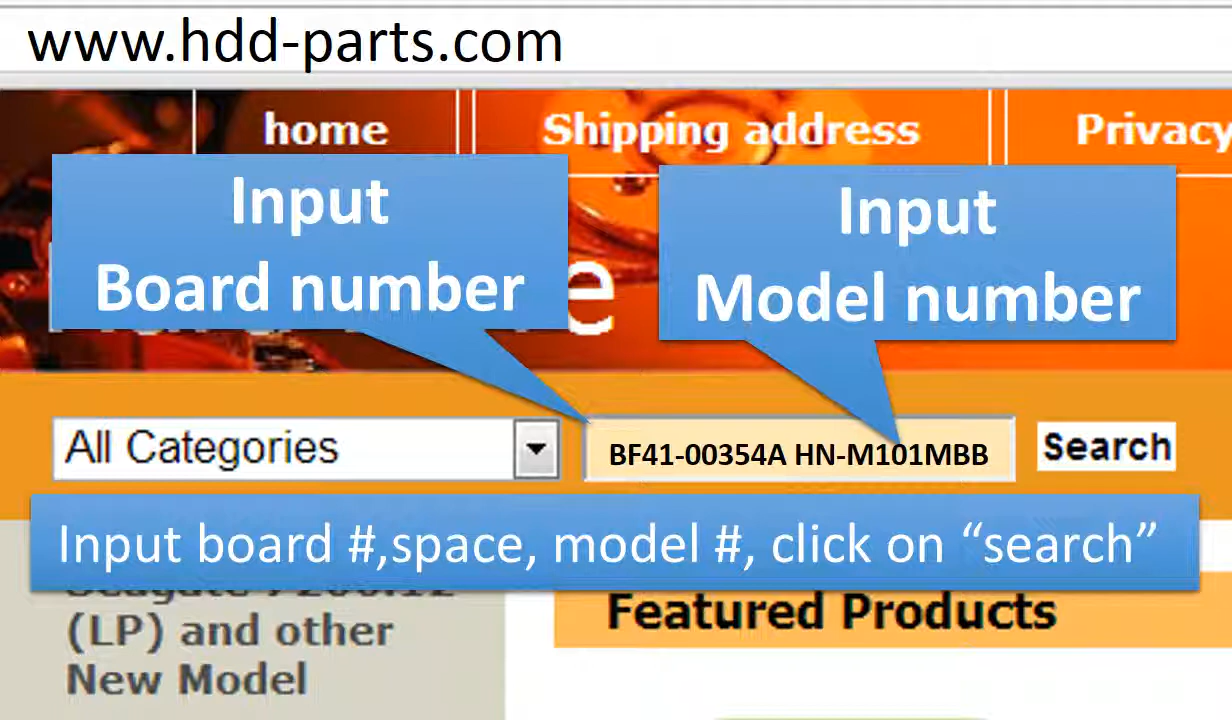 www.hdd-parts.com
home
Shipping address
Privacy
Input
Board number
Input
Model number
e
All Categories
BF41-00354A HN-M101MBB
Search
Input board #,space, model #, click on “search”
Featured Products
(LP) and other
New Model